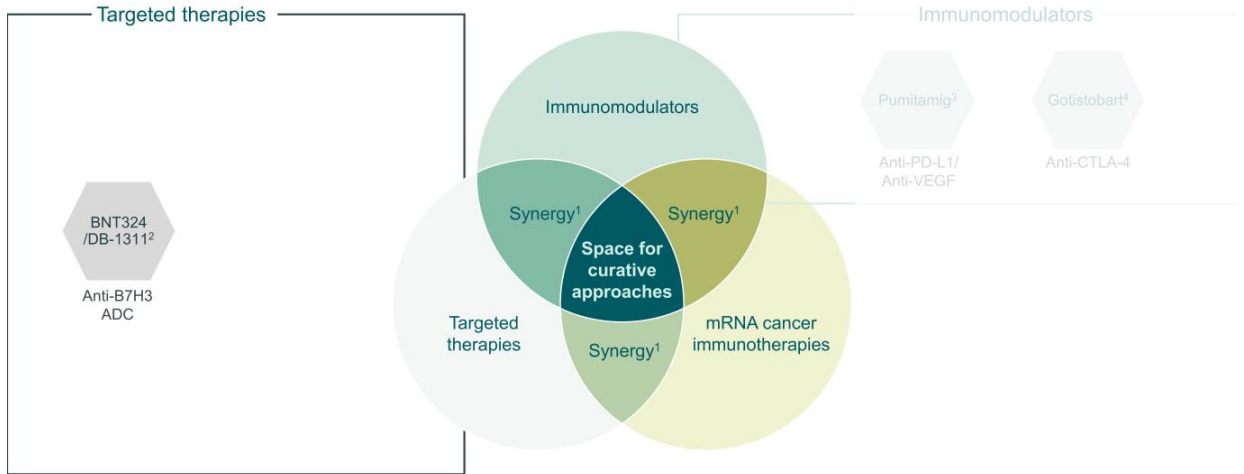 Targeted therapies
Immunomodulators
Immunomodulators
Pumitamig³
Gotistobart⁴
Anti-PD-L1/
Anti-VEGF
Anti-CTLA-4
BNT324
/DB-1311²
Anti-B7H3
ADC
Synergy¹
Synergy¹
Space for
curative
approaches
Targeted
therapies
mRNA cancer
immunotherapies
Synergy¹